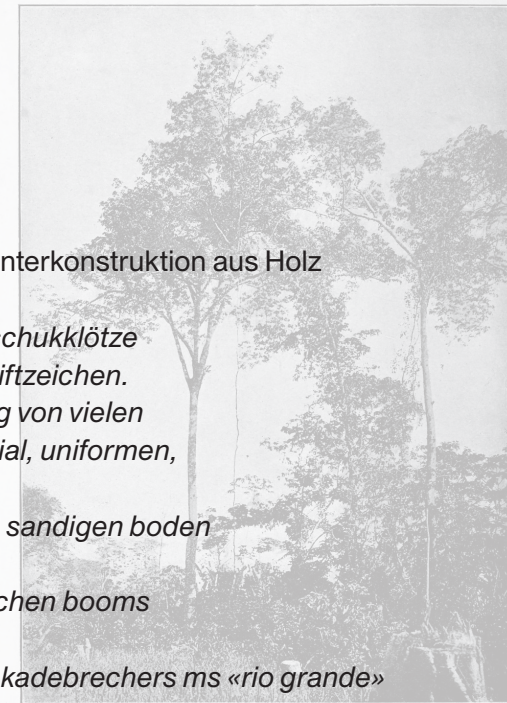 nterkonstruktion aus Holz
chukklötze
iftzeichen.
g von vielen
ial, uniformen,
sandigen boden
chen booms
kadebrechers ms «rio grande»